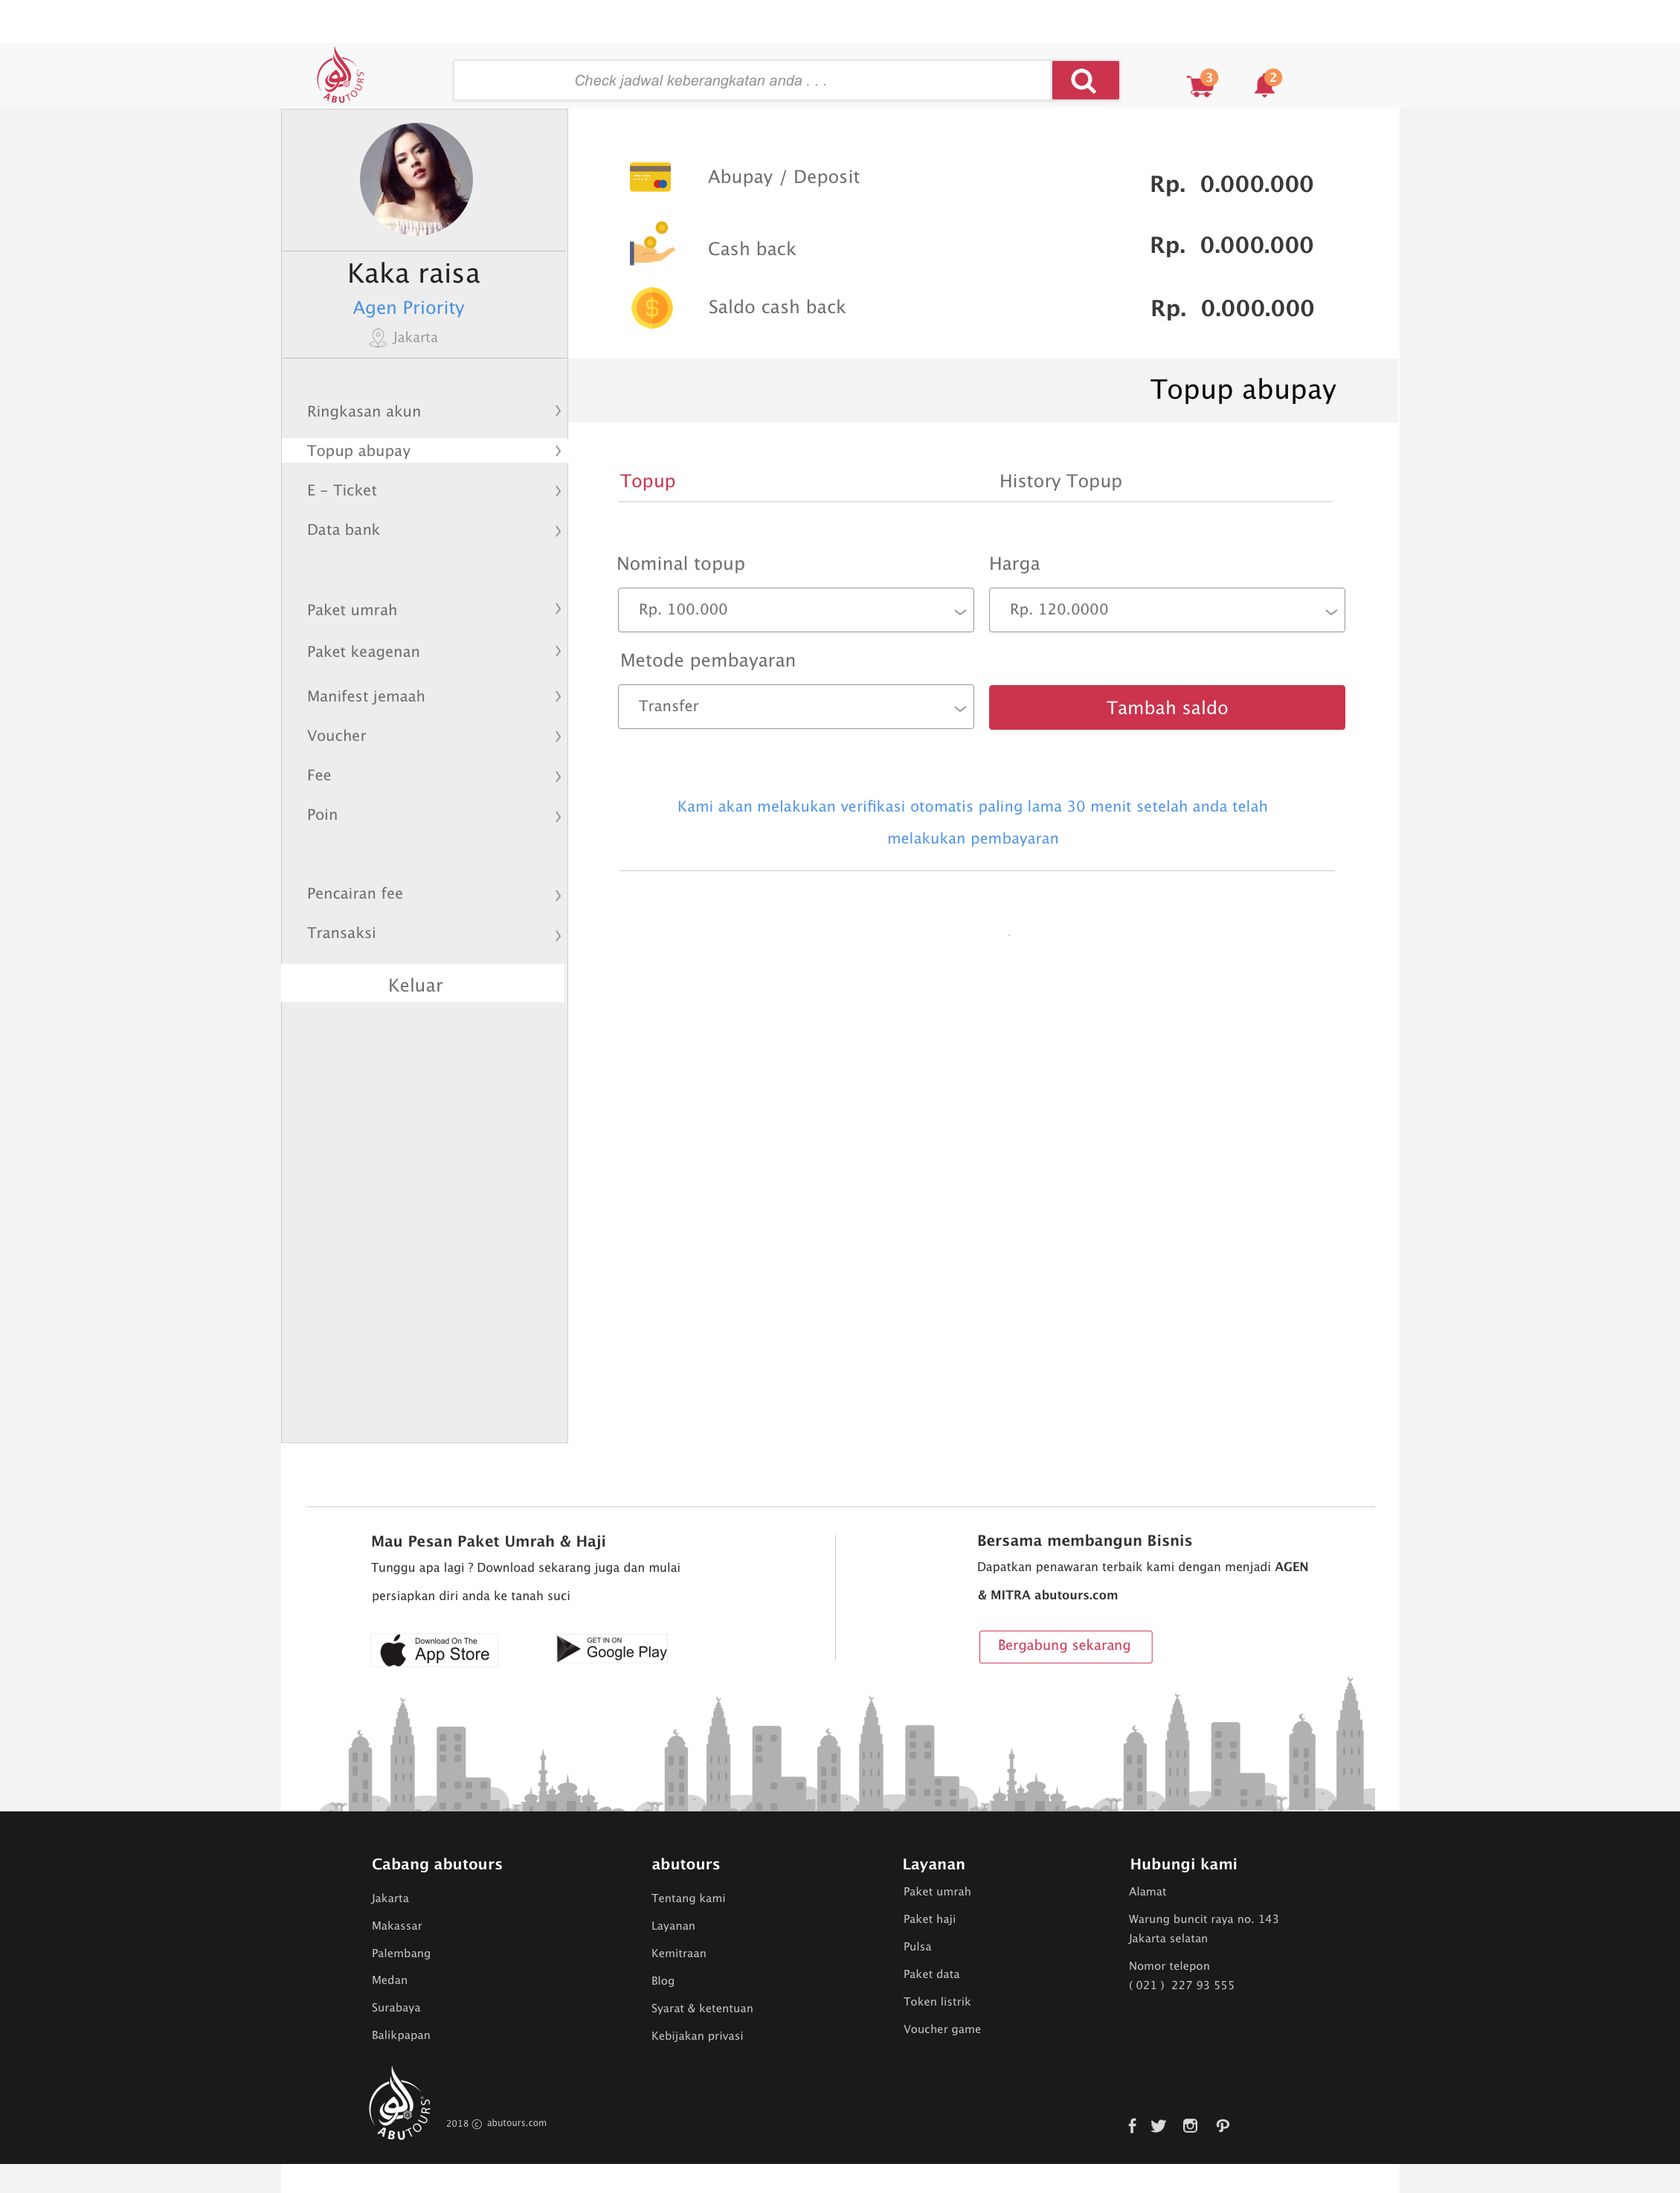 ABUTOURS
Check jadwal keberangkatan anda . . .
3
2
Kaka raisa
Agen Priority
Jakarta
Abupay / Deposit
Rp. 0.000.000
Cash back
Rp. 0.000.000
Saldo cash back
Rp. 0.000.000
Topup abupay
Ringkasan akun
Topup abupay
E - Ticket
Data bank
Paket umrah
Paket keagenan
Manifest jemaah
Voucher
Fee
Poin
Pencairan fee
Transaksi
Keluar
Topup
History Topup
Nominal topup
Harga
Rp. 100.000
Rp. 120.0000
Metode pembayaran
Transfer
Tambah saldo
Kami akan melakukan verifikasi otomatis paling lama 30 menit setelah anda telah
melakukan pembayaran
Mau Pesan Paket Umrah & Haji
Tunggu apa lagi ? Download sekarang juga dan mulai
persiapkan diri anda ke tanah suci
Download On The
App Store
GET IN ON
Google Play
Bersama membangun Bisnis
Dapatkan penawaran terbaik kami dengan menjadi AGEN
& MITRA abutours.com
Bergabung sekarang
Cabang abutours
Jakarta
Makassar
Palembang
Medan
Surabaya
Balikpapan
abutours
Tentang kami
Layanan
Kemitraan
Blog
Syarat & ketentuan
Kebijakan privasi
Layanan
Paket umrah
Paket haji
Pulsa
Paket data
Token listrik
Voucher game
Hubungi kami
Alamat
Warung buncit raya no. 143
Jakarta selatan
Nomor telepon
( 021 ) 227 93 555
ABUTOURS
2018 © abutours.com